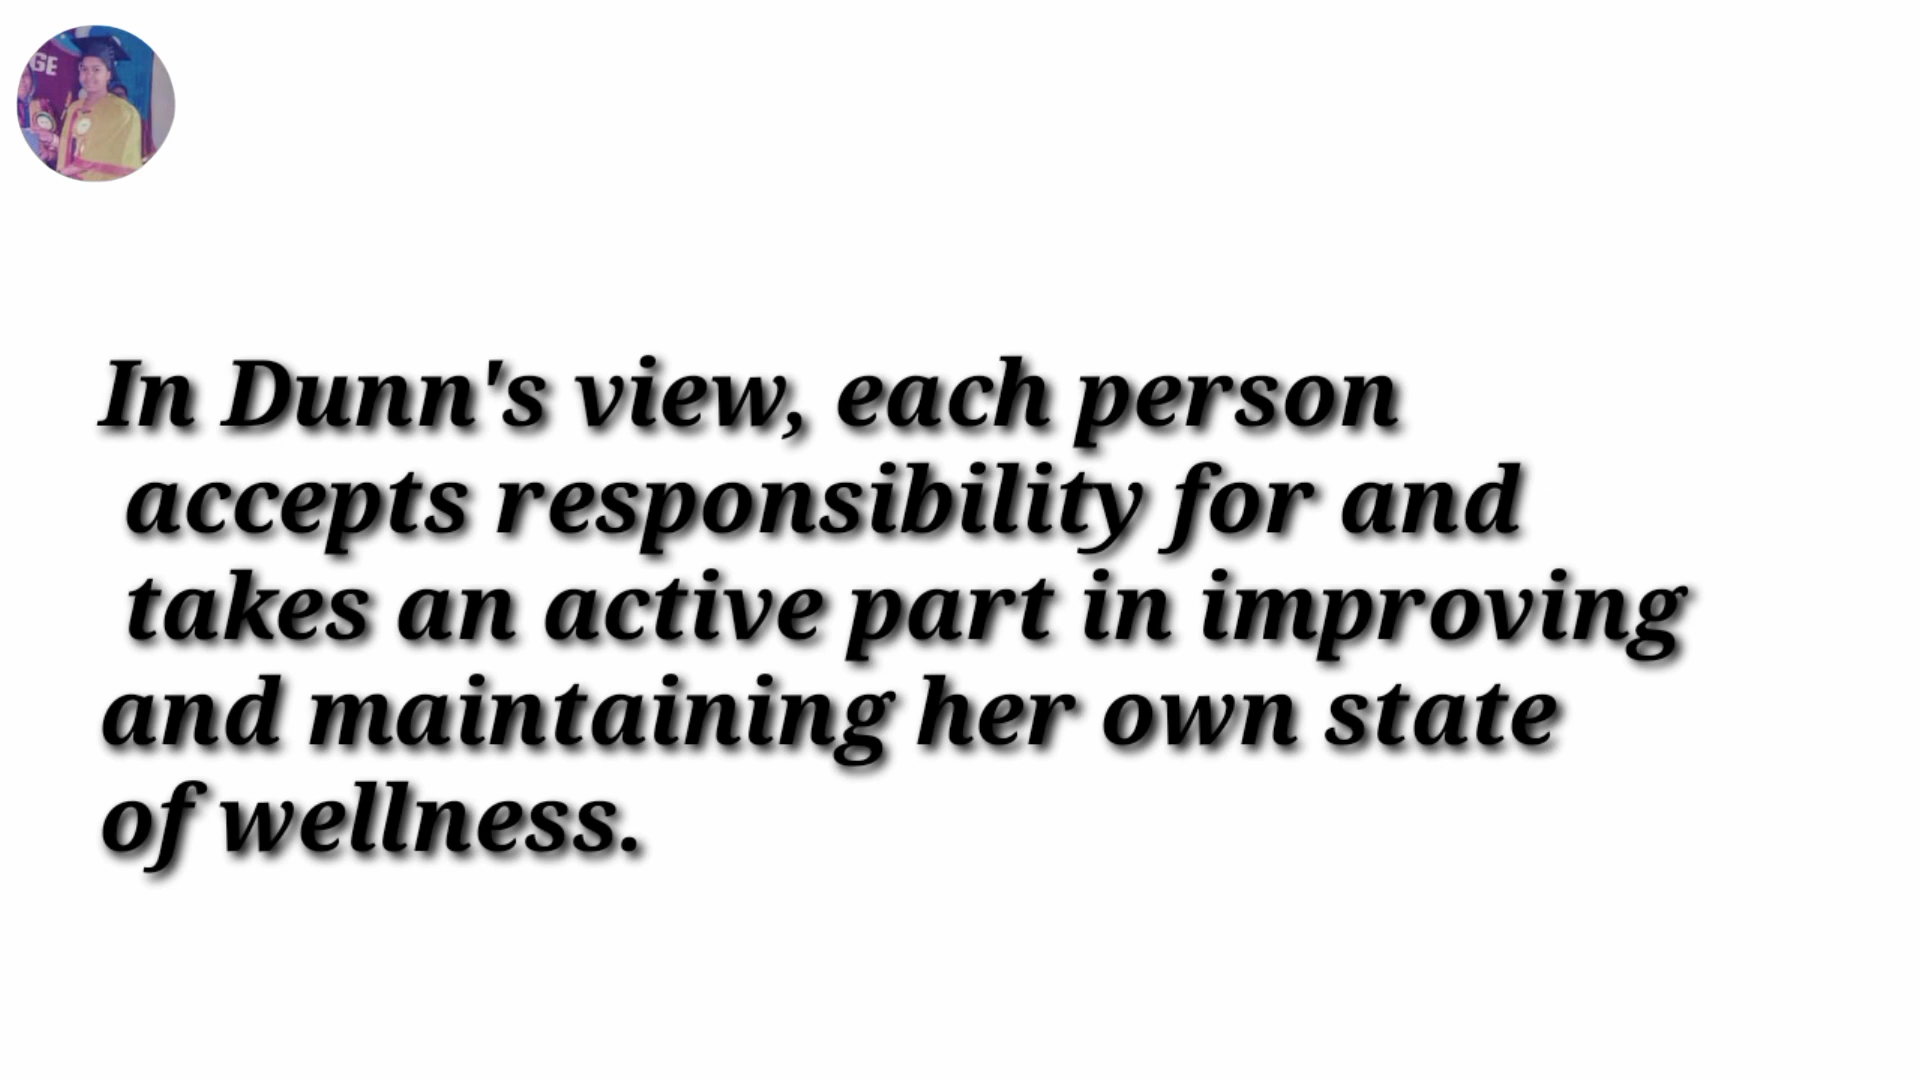 GE
In Dunn's view, each person
accepts responsibility for and
takes an active part in improving
and maintaining her own state
of wellness.